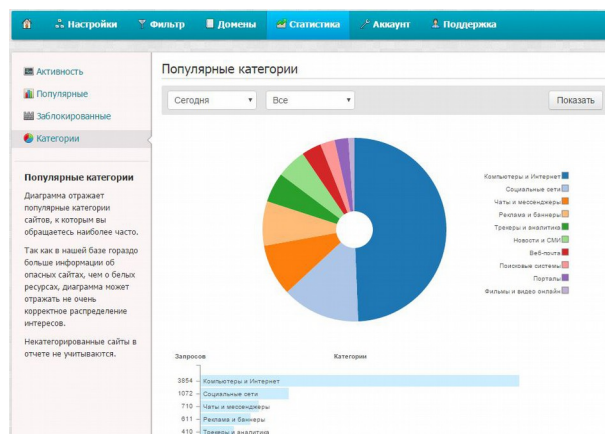 Настройки Фильтр Домены Статистика Аккаунт Поддержка
Активность
Популярные
Заблокированные
Категории
Популярные категории
Диаграмма отражает
популярные категории
сайтов, к которым вы
обращаетесь наиболее часто.
Так как в нашей базе гораздо
больше информации об
опасных сайтах, чем о белых
ресурсах, диаграмма может
отражать не очень
корректное распределение
интересов.
Некатегорированные сайты в
отчете не учитываются.
Популярные категории
Сегодня Все Показать
Компьютеры и Интернет
Социальные сети
Чаты и мессенджеры
Реклама и баннеры
Трекеры и аналитика
Новости и СМИ
Веб-почта
Поисковые системы
Порталы
Фильмы и видео онлайн
Запросов Категории
3854 Компьютеры и Интернет
1072 Социальные сети
710 Чаты и мессенджеры
611 Реклама и баннеры
410 Трекеры и аналитика